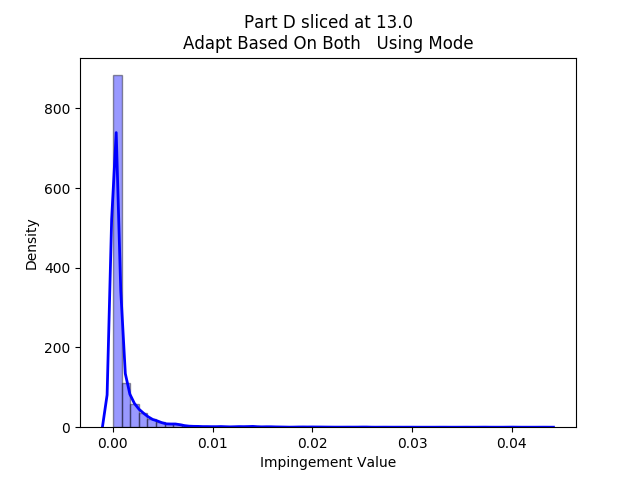 Part D sliced at 13.0
Adapt Based On Both   Using Mode
Density
800
600
400
200
0
0.00 0.01 0.02 0.03 0.04
Impingement Value